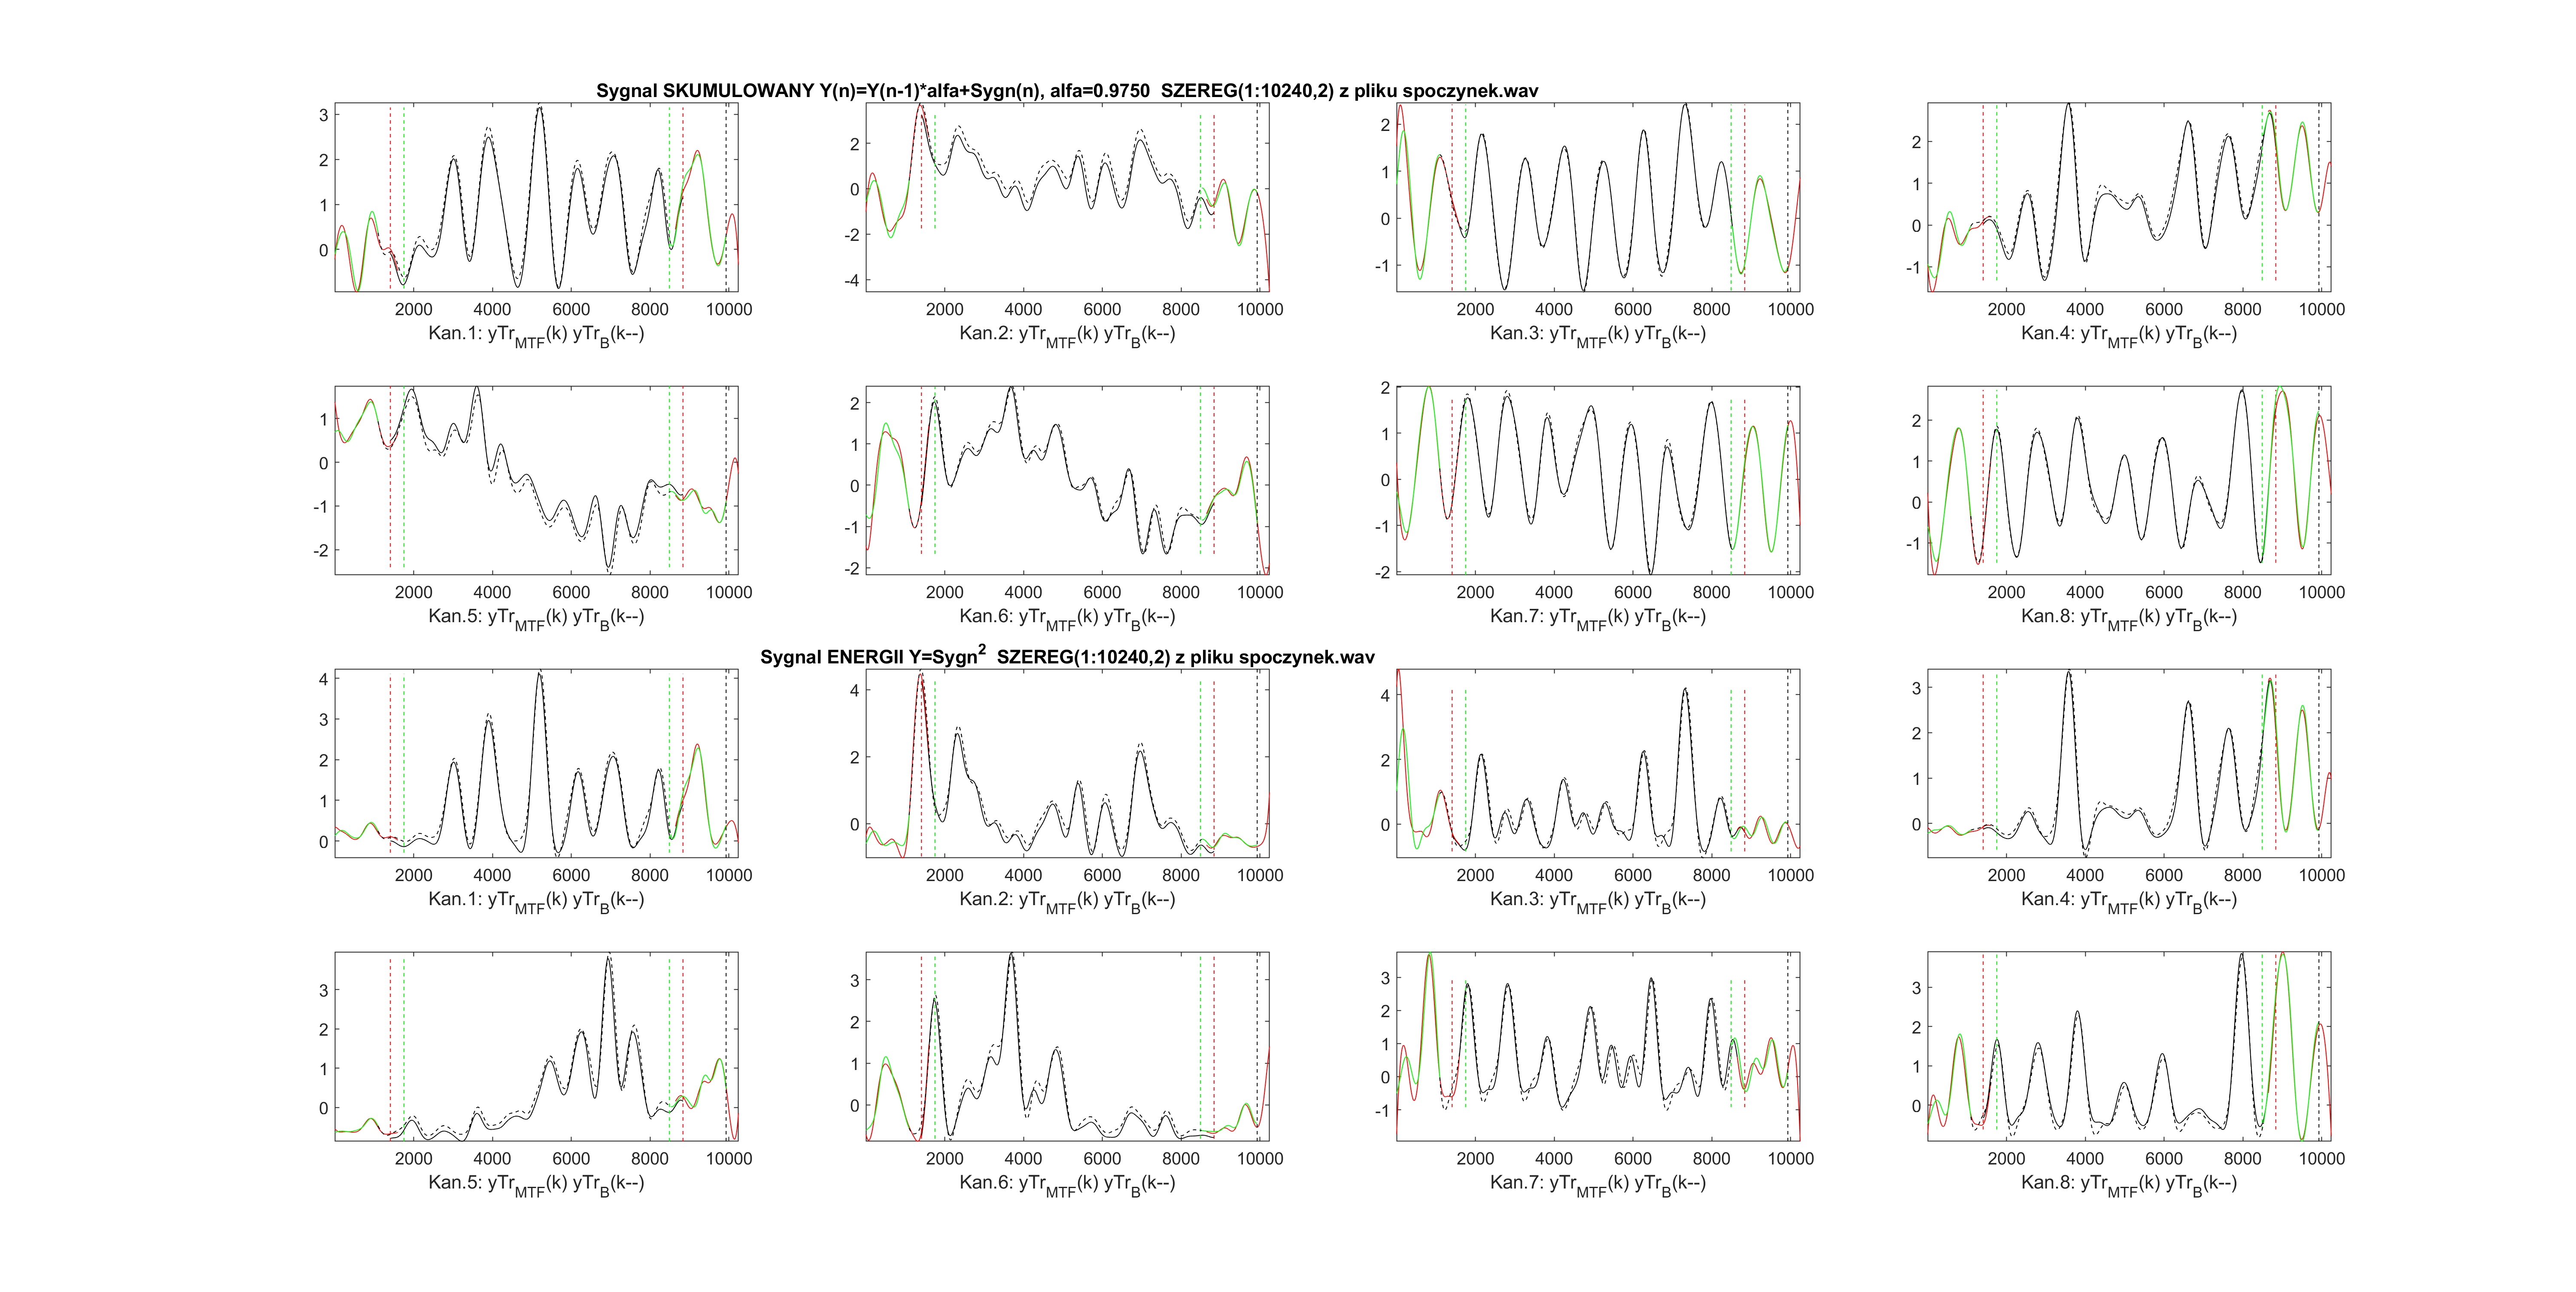 Sygnal SKUMULOWANY Y(n)=Y(n-1)*alfa+Sygn(n), alfa=0.9750 SZEREG(1:10240,2) z pliku spoczynek.wav
3
2
1
0
2000 4000 6000 8000 10000
Kan.1: yTr_MTF(k) yTr_B(k--)
2
0
-2
-4
2000 4000 6000 8000 10000
Kan.2: yTr_MTF(k) yTr_B(k--)
2
1
0
-1
2000 4000 6000 8000 10000
Kan.3: yTr_MTF(k) yTr_B(k--)
2
1
0
-1
2000 4000 6000 8000 10000
Kan.4: yTr_MTF(k) yTr_B(k--)
1
0
-1
-2
2000 4000 6000 8000 10000
Kan.5: yTr_MTF(k) yTr_B(k--)
2
1
0
-1
-2
2000 4000 6000 8000 10000
Kan.6: yTr_MTF(k) yTr_B(k--)
2
1
0
-1
-2
2000 4000 6000 8000 10000
Kan.7: yTr_MTF(k) yTr_B(k--)
2
1
0
-1
2000 4000 6000 8000 10000
Kan.8: yTr_MTF(k) yTr_B(k--)
Sygnal ENERGII Y=Sygn² SZEREG(1:10240,2) z pliku spoczynek.wav
4
3
2
1
0
2000 4000 6000 8000 10000
Kan.1: yTr_MTF(k) yTr_B(k--)
4
2
0
2000 4000 6000 8000 10000
Kan.2: yTr_MTF(k) yTr_B(k--)
4
2
0
2000 4000 6000 8000 10000
Kan.3: yTr_MTF(k) yTr_B(k--)
3
2
1
0
2000 4000 6000 8000 10000
Kan.4: yTr_MTF(k) yTr_B(k--)
3
2
1
0
2000 4000 6000 8000 10000
Kan.5: yTr_MTF(k) yTr_B(k--)
3
2
1
0
2000 4000 6000 8000 10000
Kan.6: yTr_MTF(k) yTr_B(k--)
3
2
1
0
-1
2000 4000 6000 8000 10000
Kan.7: yTr_MTF(k) yTr_B(k--)
3
2
1
0
2000 4000 6000 8000 10000
Kan.8: yTr_MTF(k) yTr_B(k--)